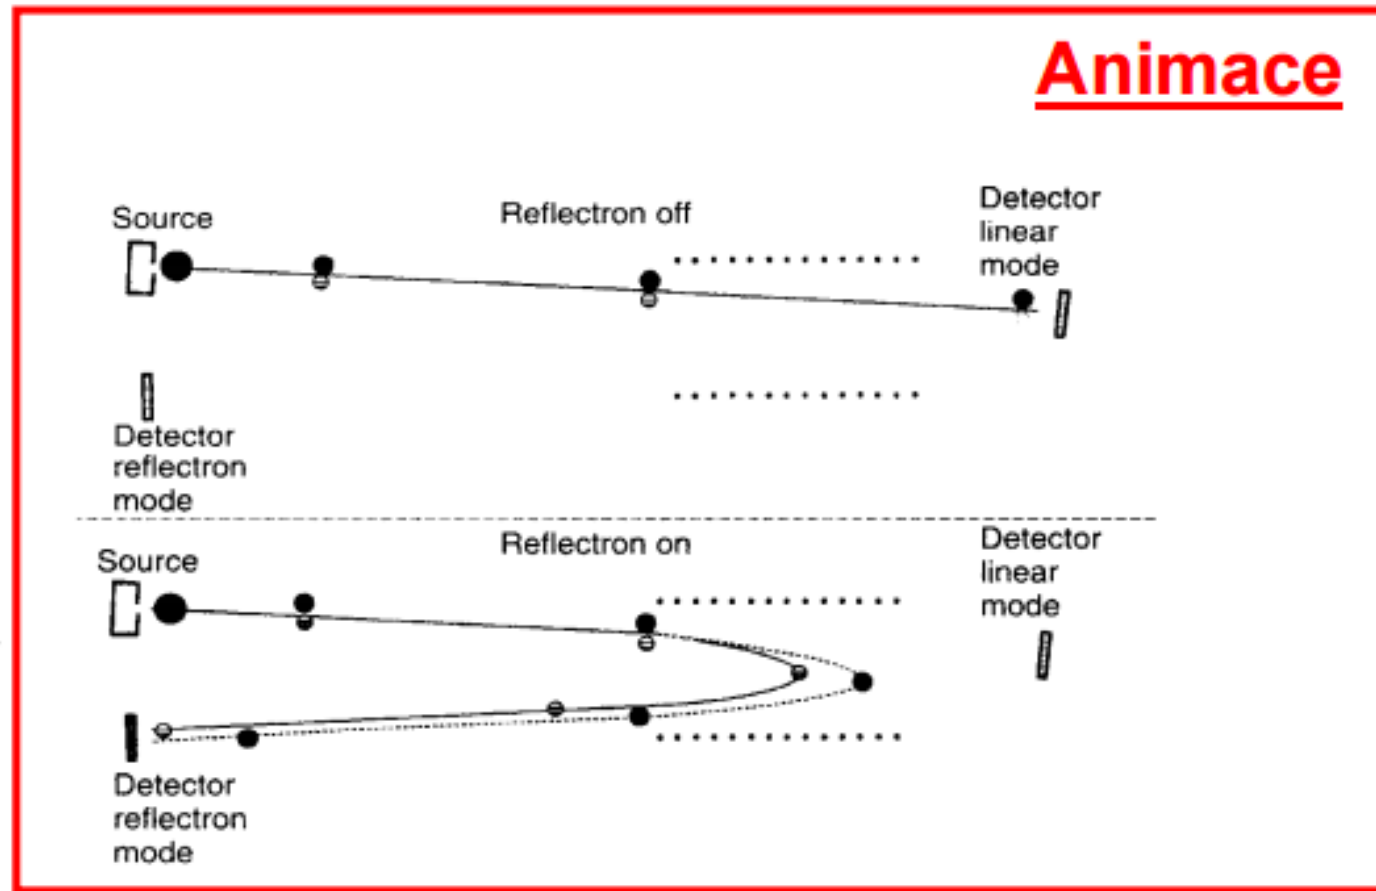 Animace
Source
Reflectron off
Detector
linear
mode
Detector
reflectron
mode
Source
Reflectron on
Detector
linear
mode
Detector
reflectron
mode